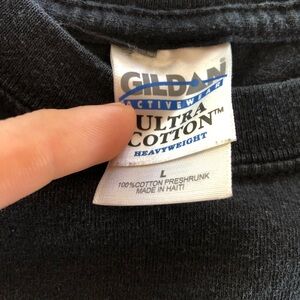 GILDAN
ACTIVEWEAR
ULTRA
COTTON™
HEAVYWEIGHT
L
100%COTTON PRESHRUNK
MADE IN HAITI